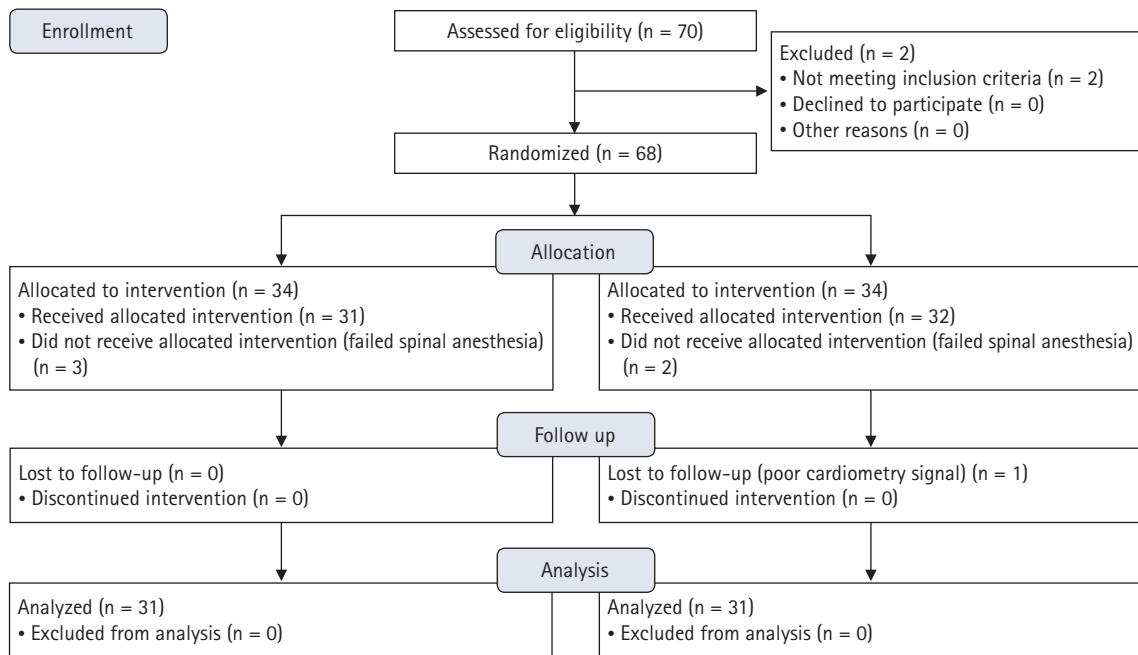 Enrollment
Assessed for eligibility (n = 70)
Excluded (n = 2)
• Not meeting inclusion criteria (n = 2)
• Declined to participate (n = 0)
• Other reasons (n = 0)
Randomized (n = 68)
Allocation
Allocated to intervention (n = 34)
• Received allocated intervention (n = 31)
• Did not receive allocated intervention (failed spinal anesthesia)
(n = 3)
Allocated to intervention (n = 34)
• Received allocated intervention (n = 32)
• Did not receive allocated intervention (failed spinal anesthesia)
(n = 2)
Follow up
Lost to follow-up (n = 0)
• Discontinued intervention (n = 0)
Lost to follow-up (poor cardiometry signal) (n = 1)
• Discontinued intervention (n = 0)
Analysis
Analyzed (n = 31)
• Excluded from analysis (n = 0)
Analyzed (n = 31)
• Excluded from analysis (n = 0)